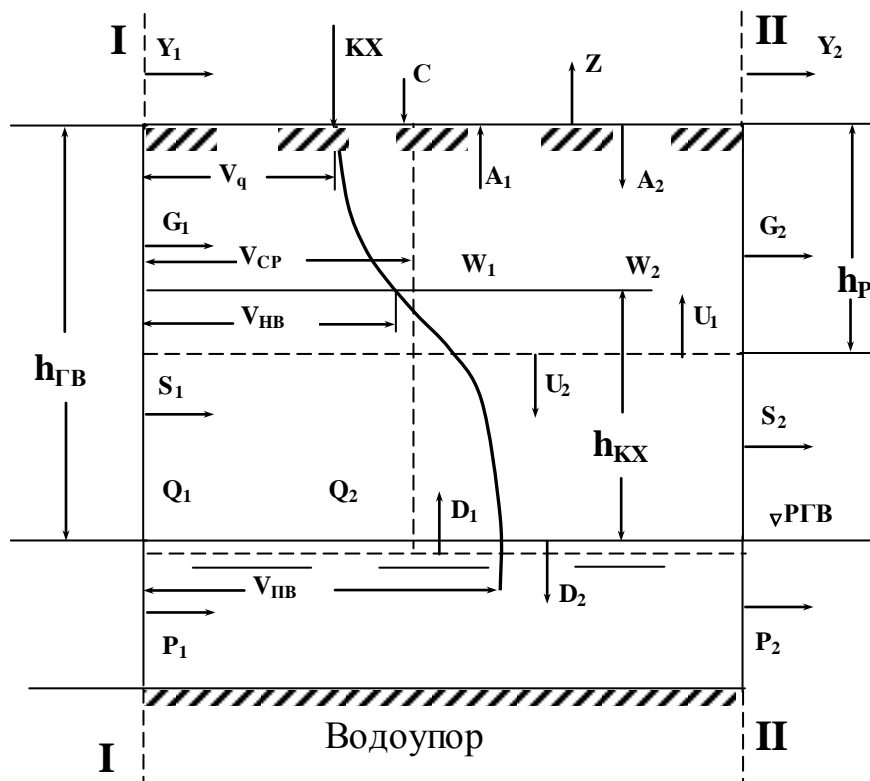 I Y₁ KX C Z II Y₂
V_q A₁ A₂
G₁ G₂
V_CP W₁ W₂ h_P
V_HB U₁
h_ГВ
S₁ U₂ S₂
h_KX
Q₁ Q₂ D₁ ▽РГВ
V_ПВ D₂
P₁ P₂
I Водоупор II